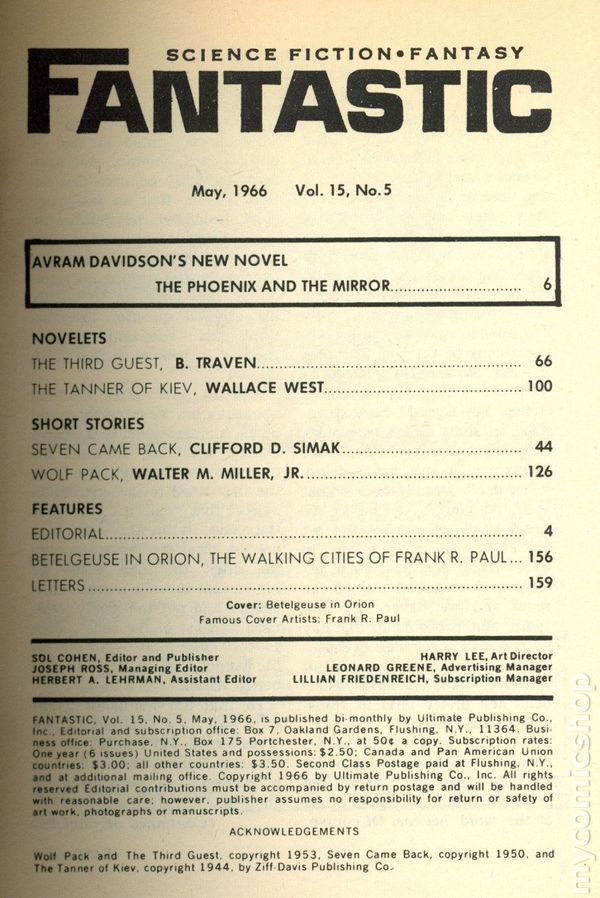 SCIENCE FICTION•FANTASY
FANTASTIC
May, 1966 Vol. 15, No.5
AVRAM DAVIDSON'S NEW NOVEL
THE PHOENIX AND THE MIRROR............................ 6
NOVELETS
THE THIRD GUEST, B. TRAVEN........................................................ 66
THE TANNER OF KIEV, WALLACE WEST.......................................... 100
SHORT STORIES
SEVEN CAME BACK, CLIFFORD D. SIMAK...................................... 44
WOLF PACK, WALTER M. MILLER, JR.............................................. 126
FEATURES
EDITORIAL........................................................................................ 4
BETELGEUSE IN ORION, THE WALKING CITIES OF FRANK R. PAUL... 156
LETTERS........................................................................................... 159
Cover: Betelgeuse in Orion
Famous Cover Artists: Frank R. Paul
SOL COHEN, Editor and Publisher HARRY LEE, Art Director
JOSEPH ROSS, Managing Editor LEONARD GREENE, Advertising Manager
HERBERT A. LEHRMAN, Assistant Editor LILLIAN FRIEDENREICH, Subscription Manager
FANTASTIC, Vol. 15, No. 5, May, 1966, is published bi-monthly by Ultimate Publishing Co.,
Inc., Editorial and subscription office: Box 7, Oakland Gardens, Flushing, N.Y., 11364. Busi-
ness office: Purchase, N.Y., Box 175 Portchester, N.Y., at 50¢ a copy. Subscription rates:
One year (6 issues) United States and possessions: $2.50; Canada and Pan American Union
countries: $3.00; all other countries: $3.50. Second Class Postage paid at Flushing, N.Y.,
and at additional mailing office. Copyright 1966 by Ultimate Publishing Co., Inc. All rights
reserved Editorial contributions must be accompanied by return postage and will be handled
with reasonable care; however, publisher assumes no responsibility for return or safety of
art work, photographs or manuscripts.
ACKNOWLEDGEMENTS
Wolf Pack and The Third Guest, copyright 1953, Seven Came Back, copyright 1950, and
The Tanner of Kiev, copyright 1944, by Ziff-Davis Publishing Co.
mycomicshop